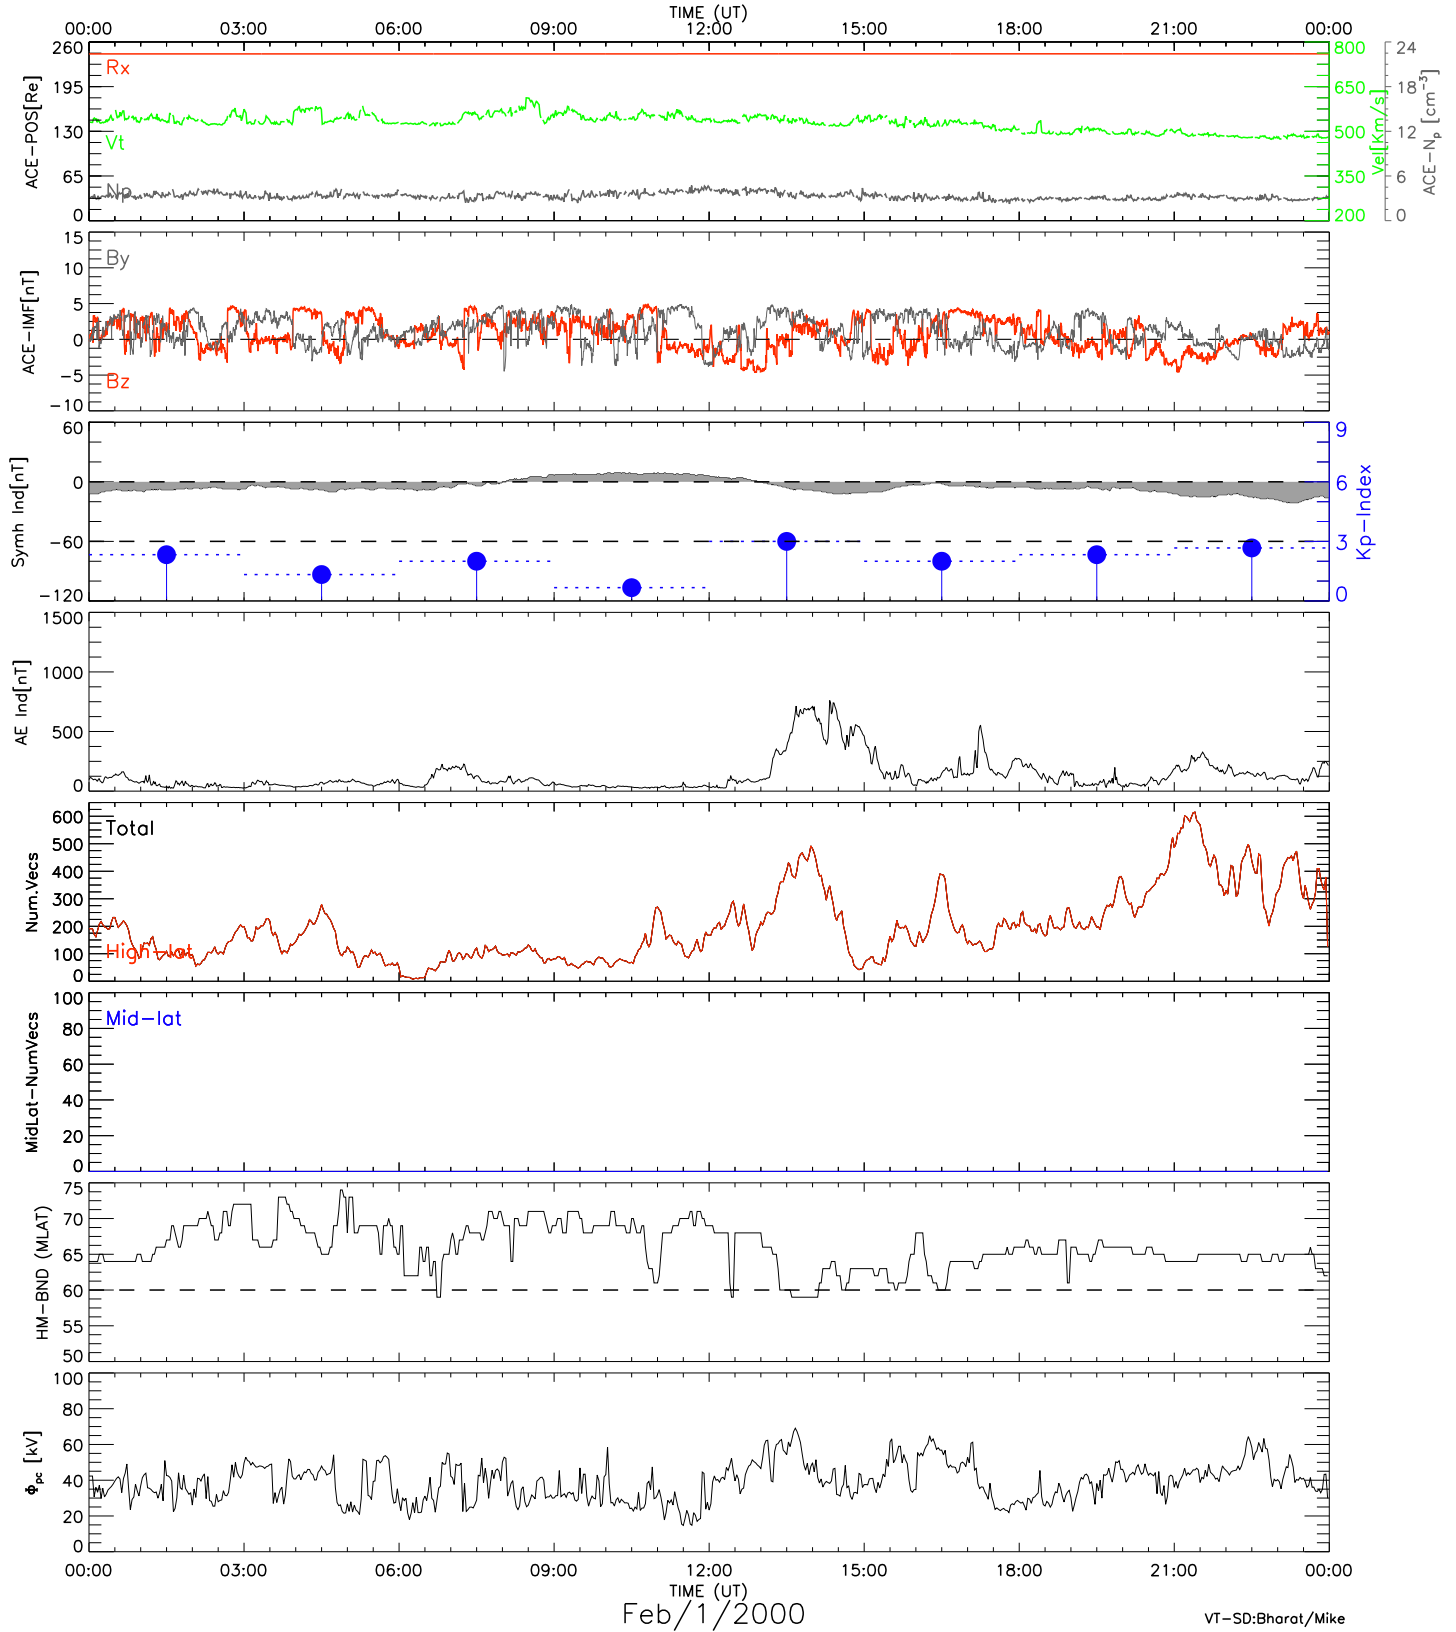 TIME (UT)
00:00 03:00 06:00 09:00 12:00 15:00 18:00 21:00 00:00
ACE-POS[Re]
260
195
130
65
0
Rx
Vt
Np
800
650
500
350
200
Vel[Km/s]
24
18
12
6
0
ACE-Np [cm-3]
ACE-IMF[nT]
15
10
5
0
-5
-10
By
Bz
Symh Ind[nT]
60
0
-60
-120
9
6
3
0
Kp-Index
AE Ind[nT]
1500
1000
500
0
Num.Vecs
600
500
400
300
200
100
0
Total
High-lat
MidLat-NumVecs
100
80
60
40
20
0
Mid-lat
HM-BND (MLAT)
75
70
65
60
55
50
Φpc [kV]
100
80
60
40
20
0
00:00 03:00 06:00 09:00 12:00 15:00 18:00 21:00 00:00
TIME (UT)
Feb/1/2000
VT-SD:Bharat/Mike